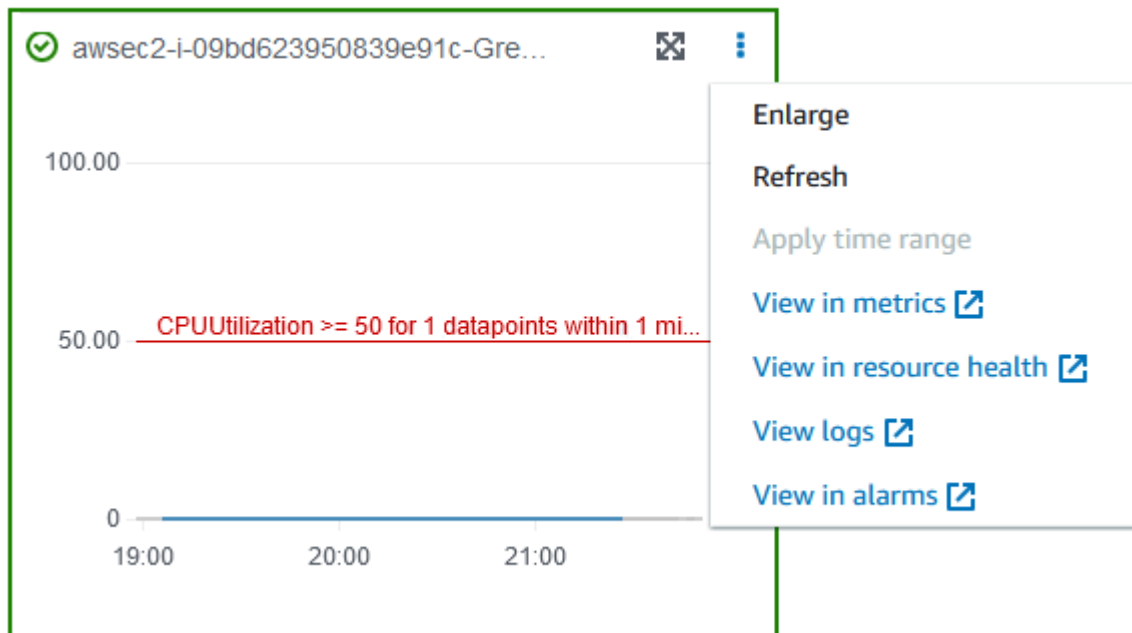 awsec2-i-09bd623950839e91c-Gre...
Enlarge
Refresh
Apply time range
View in metrics
View in resource health
View logs
View in alarms
100.00
CPUUtilization >= 50 for 1 datapoints within 1 mi...
50.00
0
19:00 20:00 21:00